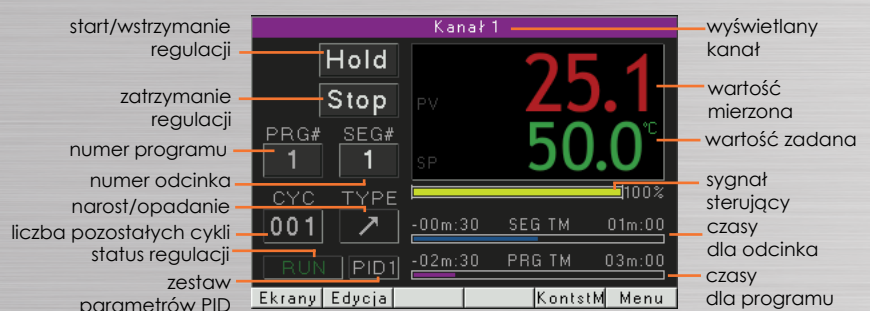 start/wstrzymanie
regulacji
zatrzymanie
regulacji
numer programu
numer odcinka
narost/opadanie
liczba pozostałych cykli
status regulacji
zestaw
parametrów PID
Kanał 1
Hold
Stop
PRG# SEG#
1 1
CYC TYPE
001
RUN PID1
PV 25.1
SP 50.0 °C
100%
-00m:30 SEG TM 01m:00
-02m:30 PRG TM 03m:00
Ekrany Edycja KontstM Menu
wyświetlany
kanał
wartość
mierzona
wartość zadana
sygnał
sterujący
czasy
dla odcinka
czasy
dla programu